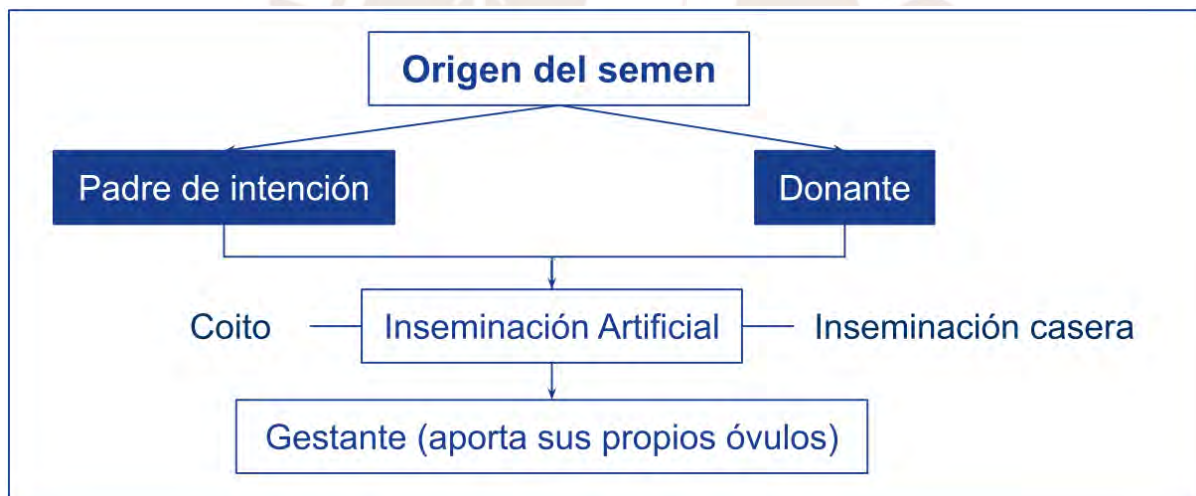 Origen del semen
Padre de intención
Donante
Coito
Inseminación Artificial
Inseminación casera
Gestante (aporta sus propios óvulos)